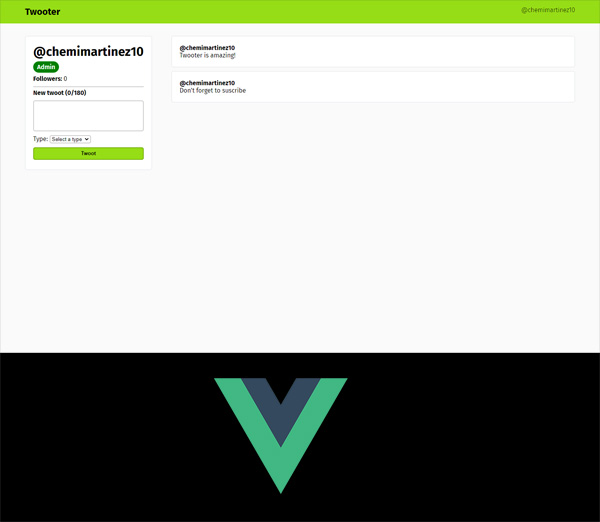 Twooter
@chemimartinez10
@chemimartinez10
Admin
Followers: 0
New twoot (0/180)
Type: Select a type
Twoot
@chemimartinez10
Twooter is amazing!
@chemimartinez10
Don't forget to suscribe